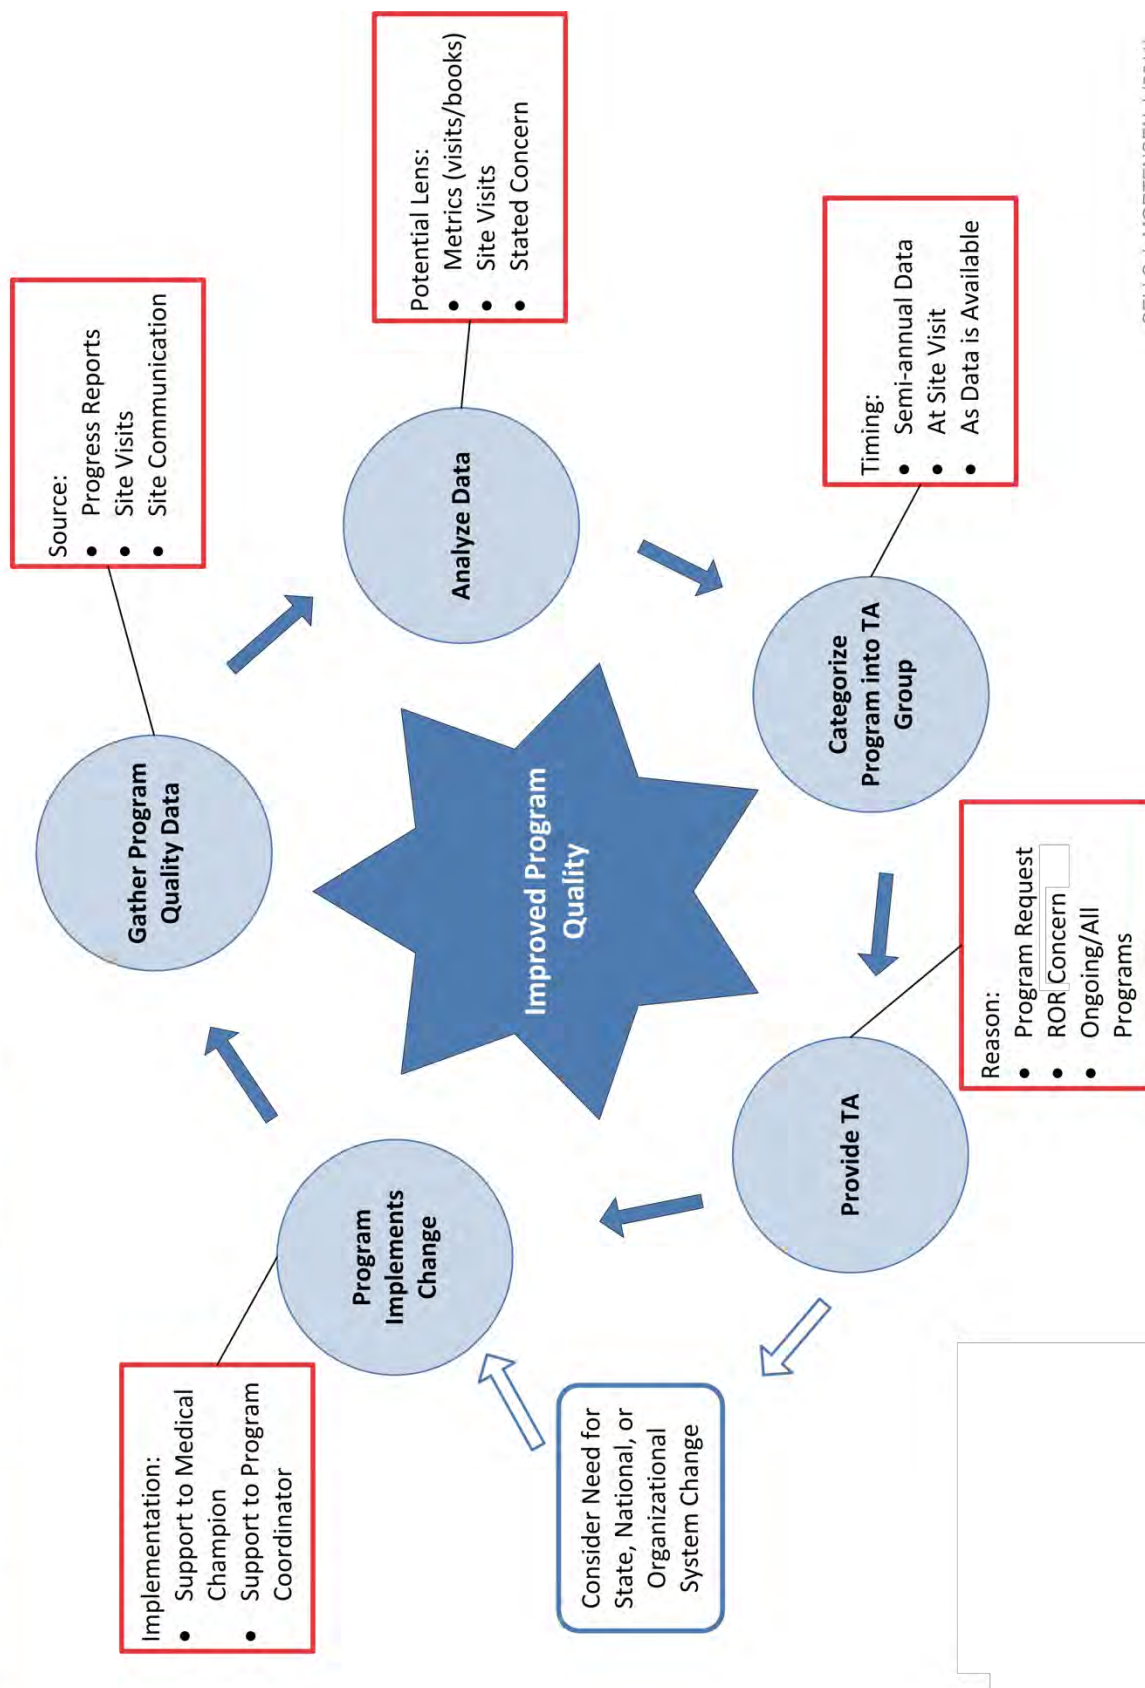 Source:
● Progress Reports
● Site Visits
● Site Communication
Gather Program
Quality Data
Potential Lens:
● Metrics (visits/books)
● Site Visits
● Stated Concern
Analyze Data
Timing:
● Semi-annual Data
● At Site Visit
● As Data is Available
Categorize
Program into TA
Group
Reason:
● Program Request
● ROR Concern
● Ongoing/All
Programs
Provide TA
Consider Need for
State, National, or
Organizational
System Change
Implementation:
● Support to Medical
Champion
● Support to Program
Coordinator
Program
Implements
Change
Improved Program
Quality